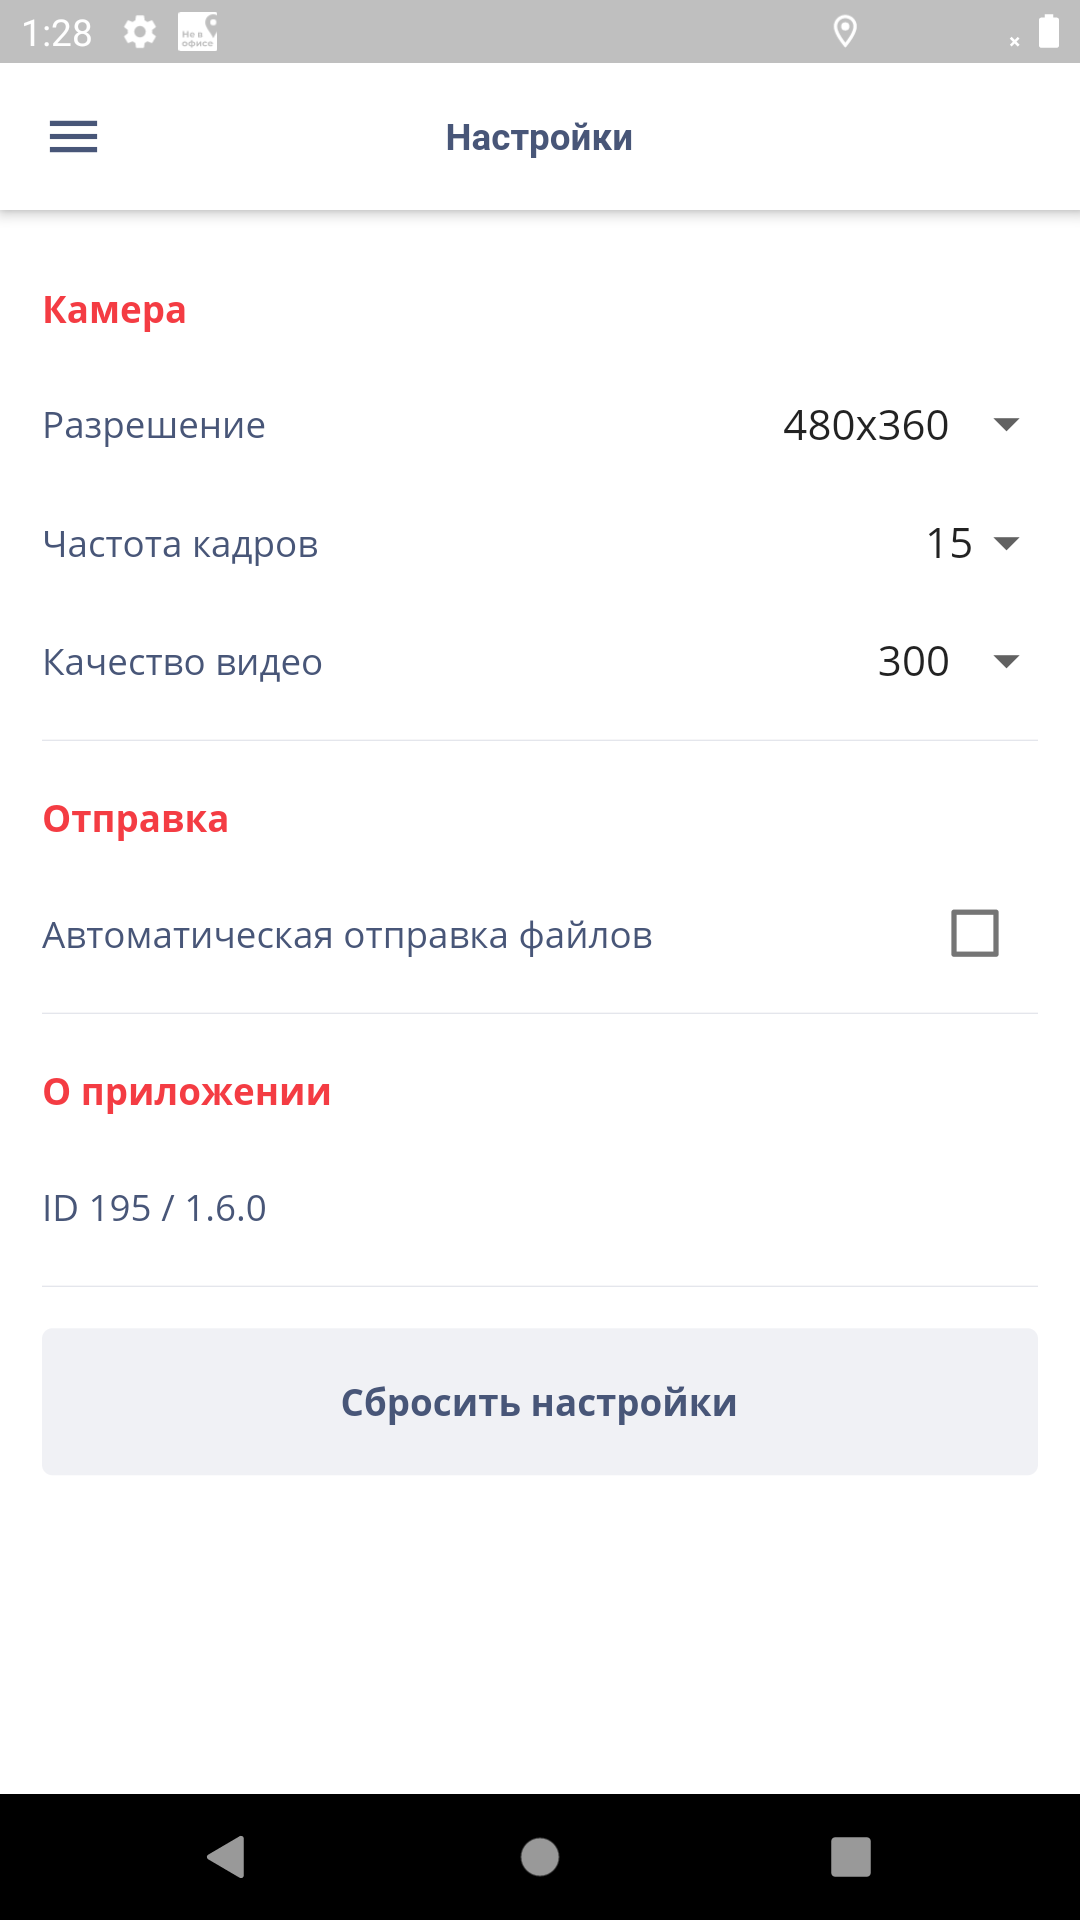 1:28
Не в
офисе
Настройки
Камера
Разрешение 480x360
Частота кадров 15
Качество видео 300
Отправка
Автоматическая отправка файлов
О приложении
ID 195 / 1.6.0
Сбросить настройки